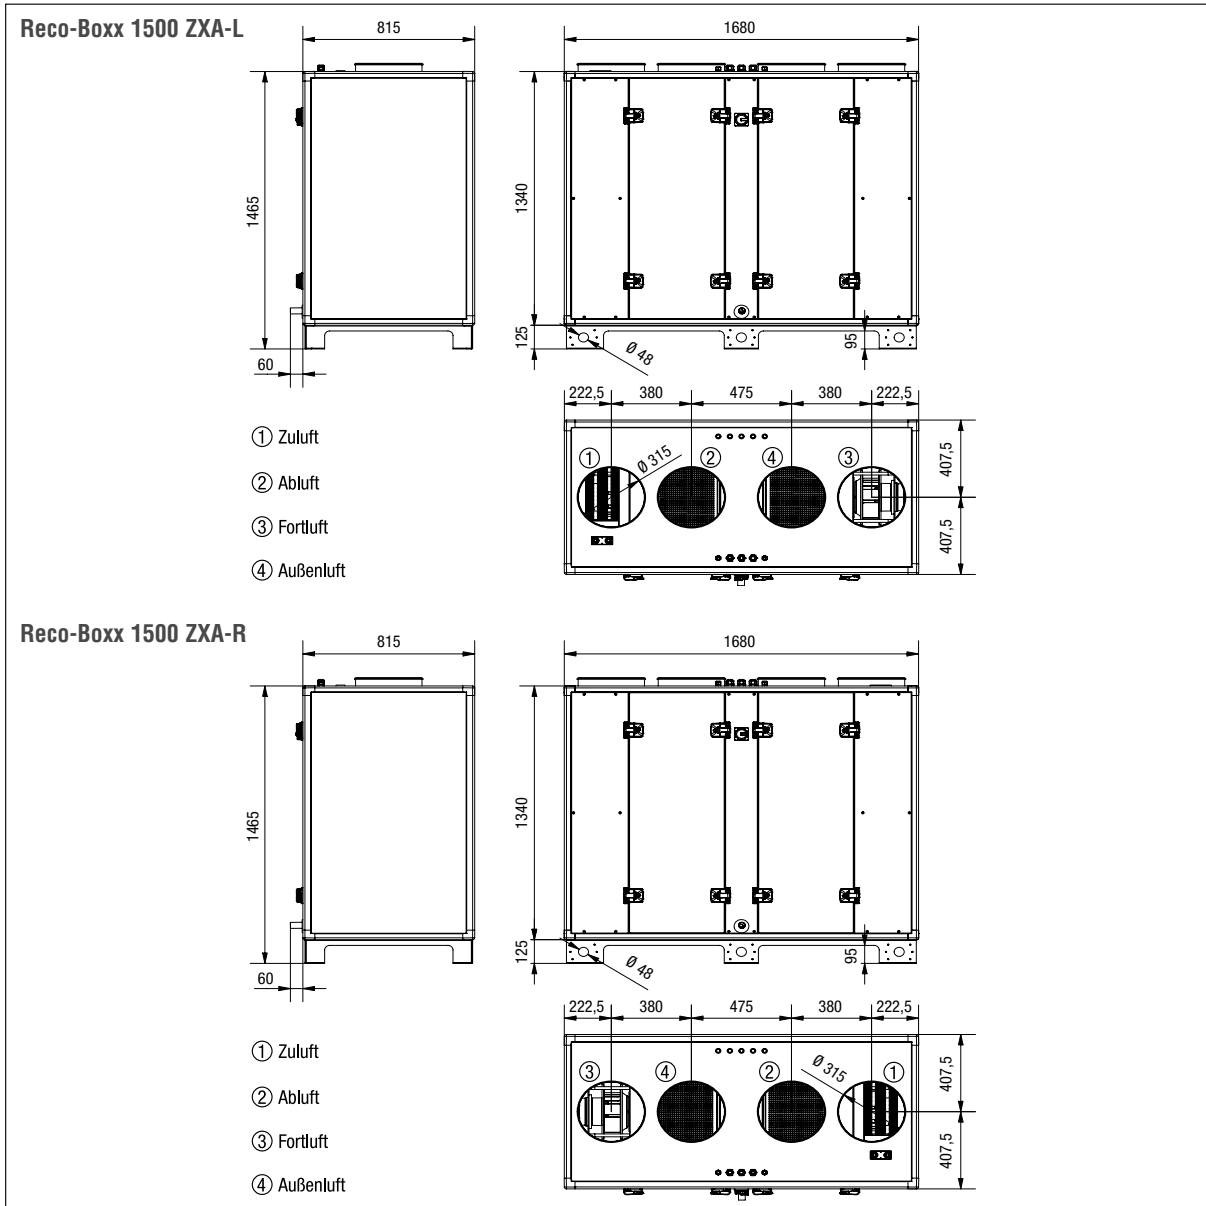 Reco-Boxx 1500 ZXA-L
815
1680
1465
1340
125
95
60
Ø 48
222,5
380
475
380
222,5
① Zuluft
② Abluft
③ Fortluft
④ Außenluft
①
Ø 315
②
④
③
407,5
407,5
Reco-Boxx 1500 ZXA-R
815
1680
1465
1340
125
95
60
Ø 48
222,5
380
475
380
222,5
① Zuluft
② Abluft
③ Fortluft
④ Außenluft
③
④
②
Ø 315
①
407,5
407,5